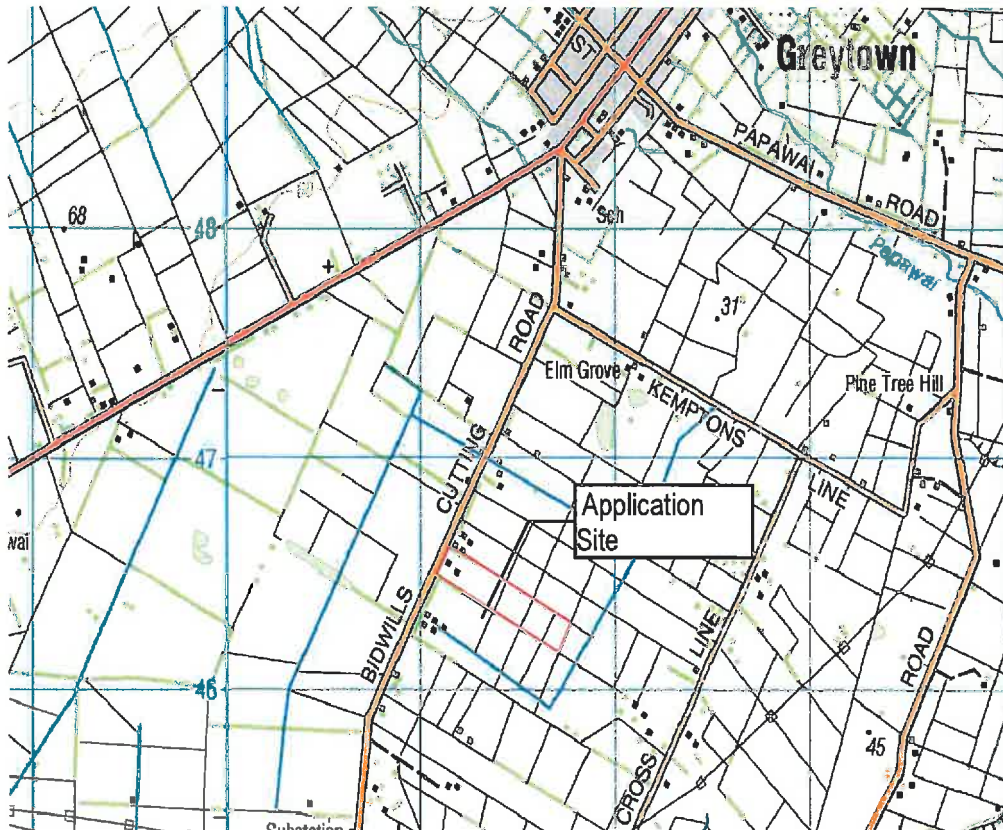 Greytown
ST
PAPAWAI
ROAD
Papawai
68
48
Sch
ROAD
31
Elm Grove
KEMPTONS
Pine Tree Hill
47
CUTTING
LINE
Application
Site
wai
BIDWILLS
LINE
ROAD
45
CROSS
Substation